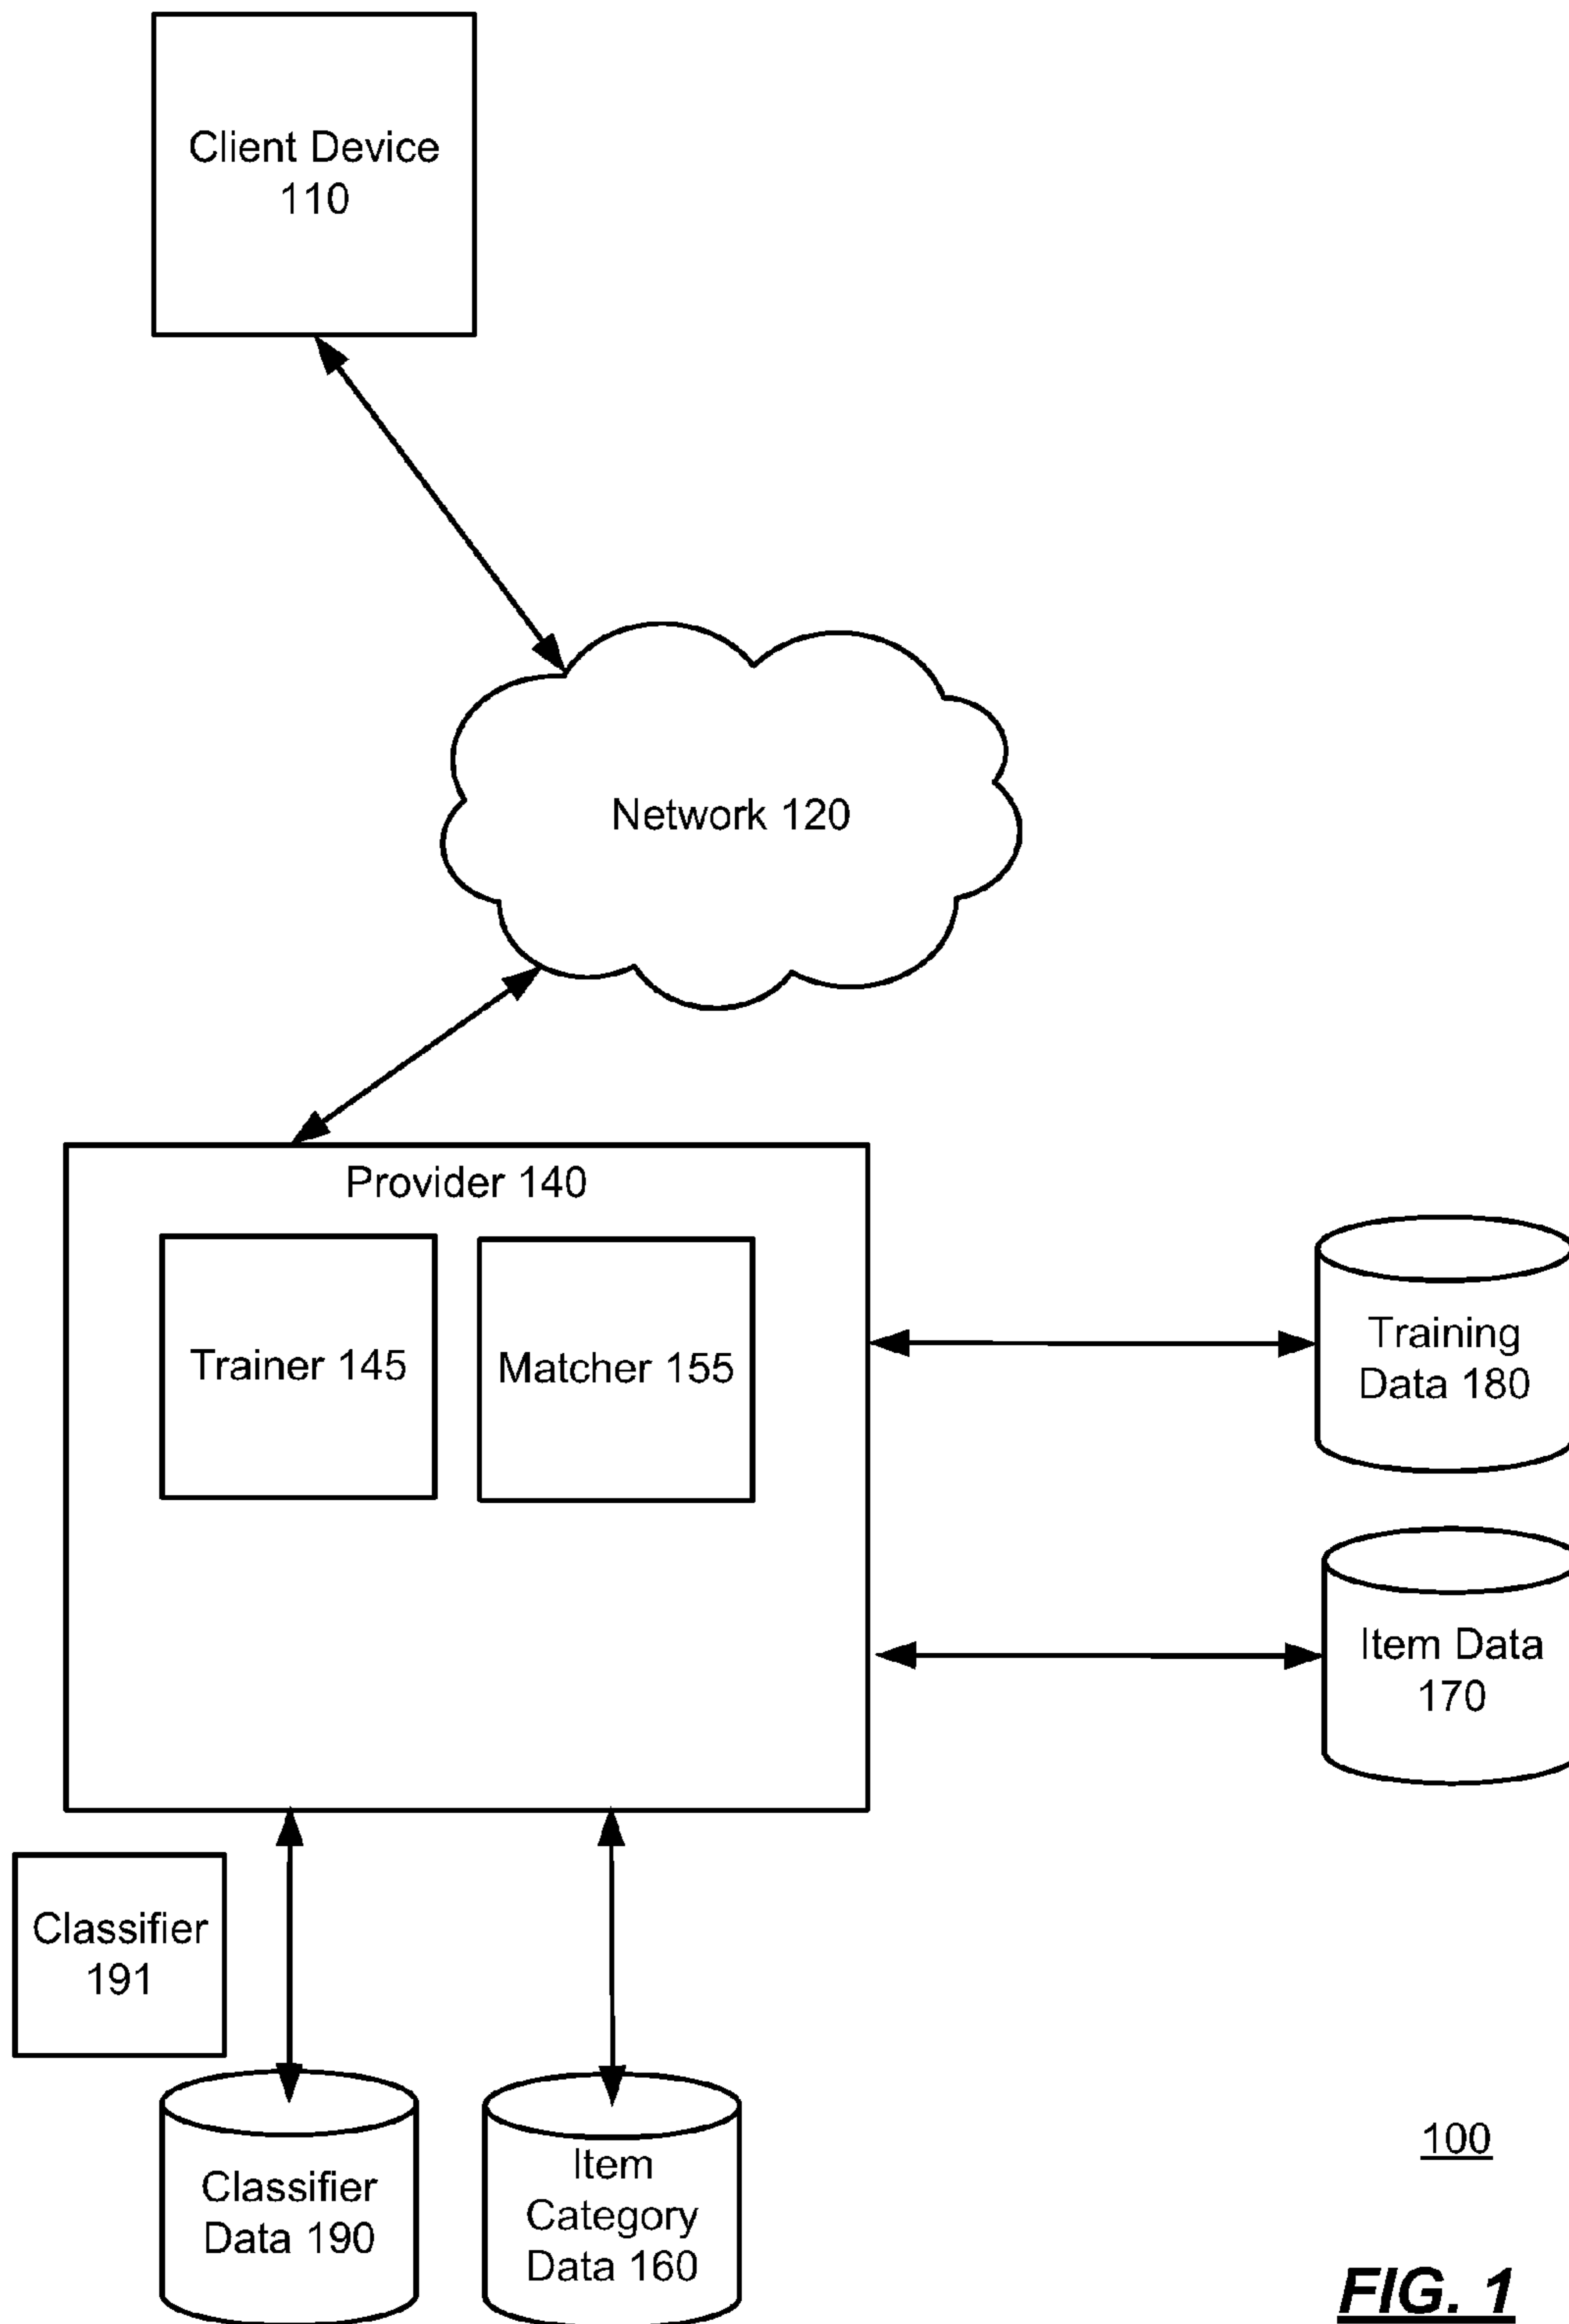 Client Device
110
Network 120
Provider 140
Trainer 145
Matcher 155
Training
Data 180
Item Data
170
Classifier
191
Classifier
Data 190
Item
Category
Data 160
100
FIG. 1